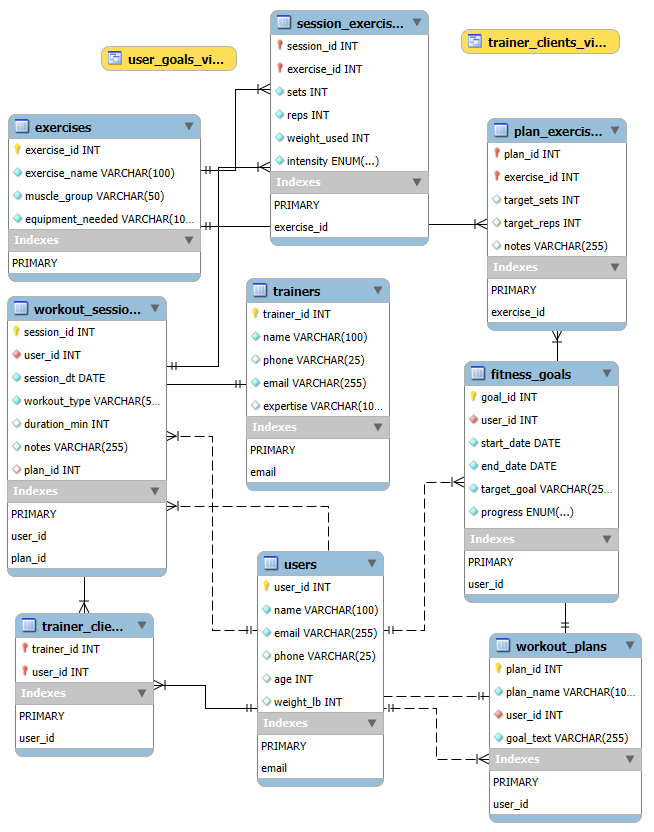 user_goals_vi...
trainer_clients_vi...
session_exercis...
session_id INT
exercise_id INT
sets INT
reps INT
weight_used INT
intensity ENUM(...)
Indexes
PRIMARY
exercise_id
exercises
exercise_id INT
exercise_name VARCHAR(100)
muscle_group VARCHAR(50)
equipment_needed VARCHAR(10...
Indexes
PRIMARY
plan_exercis...
plan_id INT
exercise_id INT
target_sets INT
target_reps INT
notes VARCHAR(255)
Indexes
PRIMARY
exercise_id
workout_sessio...
session_id INT
user_id INT
session_dt DATE
workout_type VARCHAR(5...
duration_min INT
notes VARCHAR(255)
plan_id INT
Indexes
PRIMARY
user_id
plan_id
trainers
trainer_id INT
name VARCHAR(100)
phone VARCHAR(25)
email VARCHAR(255)
expertise VARCHAR(10...
Indexes
PRIMARY
email
fitness_goals
goal_id INT
user_id INT
start_date DATE
end_date DATE
target_goal VARCHAR(25...
progress ENUM(...)
Indexes
PRIMARY
user_id
users
user_id INT
name VARCHAR(100)
email VARCHAR(255)
phone VARCHAR(25)
age INT
weight_lb INT
Indexes
PRIMARY
email
trainer_clie...
trainer_id INT
user_id INT
Indexes
PRIMARY
user_id
workout_plans
plan_id INT
plan_name VARCHAR(10...
user_id INT
goal_text VARCHAR(255)
Indexes
PRIMARY
user_id